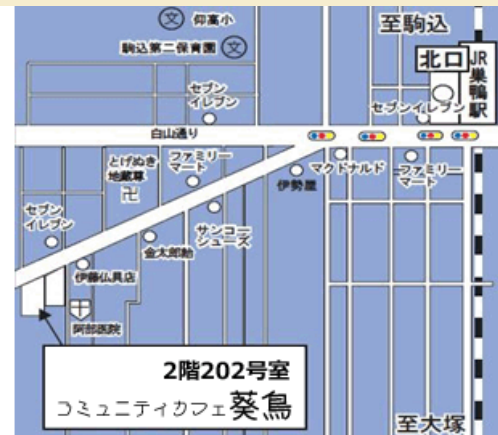 仰高小
至駒込
駒込第二保育園
北口
JR
巣鴨駅
セブン
イレブン
セブンイレブン
白山通り
とげぬき
地蔵尊
ファミリー
マート
伊勢屋
マクドナルド
ファミリー
マート
セブン
イレブン
サンコー
シューズ
金太郎飴
伊藤仏具店
阿部医院
2階202号室
コミュニティカフェ葵鳥
至大塚